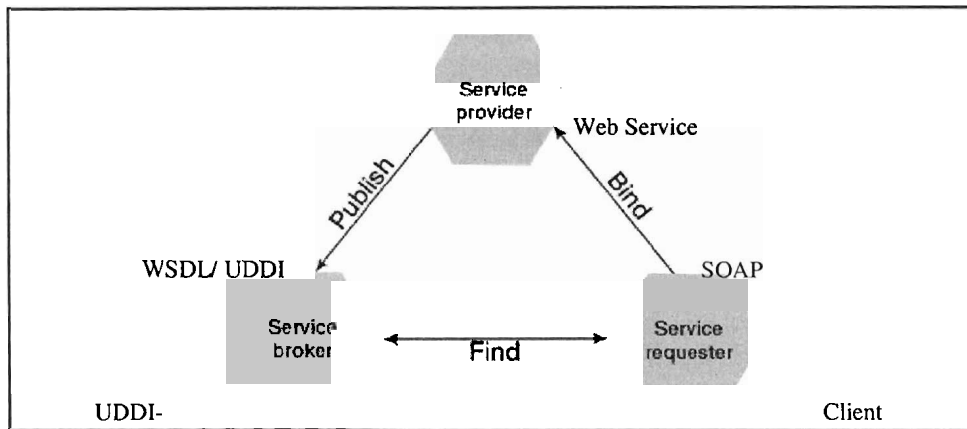 Service
provider
Web Service
Publish
Bind
WSDL/ UDDI
SOAP
Service
broker
Find
Service
requester
UDDI-
Client